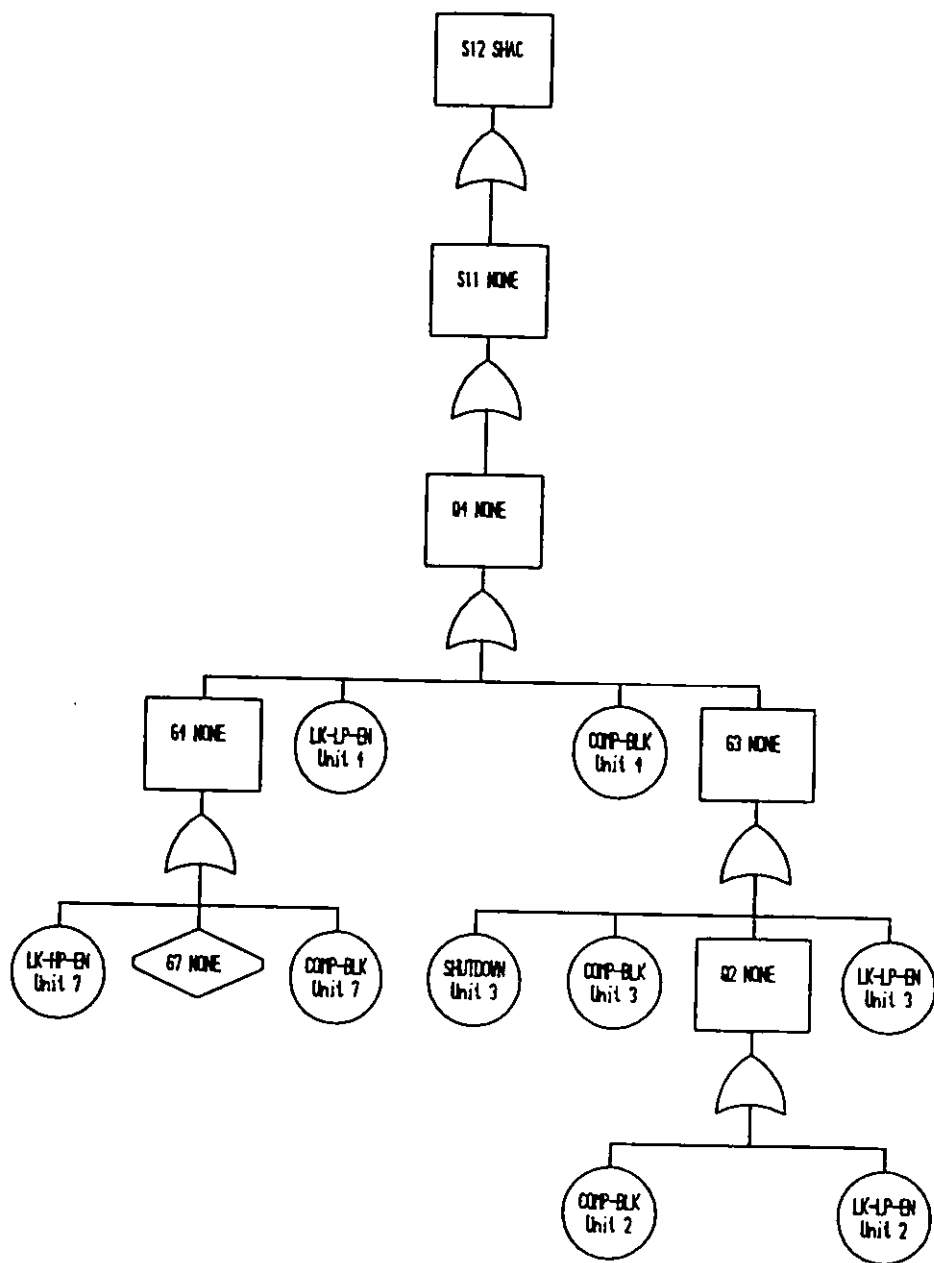 S12 SHAC
S11 NONE
Q4 NONE
G4 NONE
LK-LP-EN
Unit 4
COMP-BLK
Unit 4
G3 NONE
LK-HP-EN
Unit 7
G7 NONE
COMP-BLK
Unit 7
SHUTDOWN
Unit 3
COMP-BLK
Unit 3
Q2 NONE
LK-LP-EN
Unit 3
COMP-BLK
Unit 2
LK-LP-EN
Unit 2